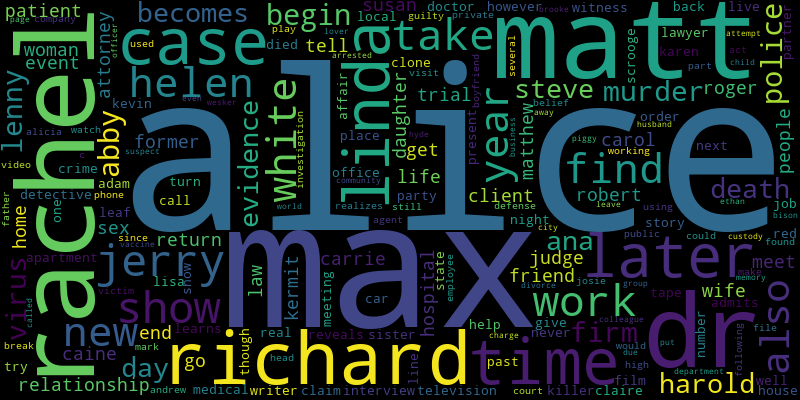 patient
becomes
susan
doctor
however
local
company
page
guilty
private
brooke
witness
back
live
partner
woman
event
attorney
officer
case
begin
play
lover
died
tell
take
matt
lawyer
karen
act
child
attempt
scrooge
part
police
rachel
helen
used
arrested
clone
visit
boyfriend
several
lenny
kevin
even
weaker
affair
trial
steve
murder
roger
abby
white
linda
daughter
year
matthew
belief
away
order
husband
working
next
people
former
evidence
investigation
place
get
present
hyde
piggy
business
carol
alicia
watch
suspect
alice
video
crime
c
adam
turn
office
life
client
find
detective
phone
one
call
community
realizes
party
still
defense
robert
death
ethan
job
bison
father
home
leaf
sex
since
vaccine
world
agent
night
city
leave
story
using
red
found
virus
apartment
return
max
ana
later
public
could
custody
meet
jerry
lisa
carrie
judge
friend
victim
show
law
kermit
meeting
car
hospital
state
employee
divorce
josie
group
make
memory
also
called
new
show
work
tape
wife
admits
dr
break
end
learns
real
reveals
sister
help
give
never
firm
number
file
following
try
caine
mark
richard
though
charge
time
colleague
would
due
put
department
day
go
head
past
film
high
harold
well
relationship
andrew
medical
writer
claim
interview
line
television
court
killer
claire
house